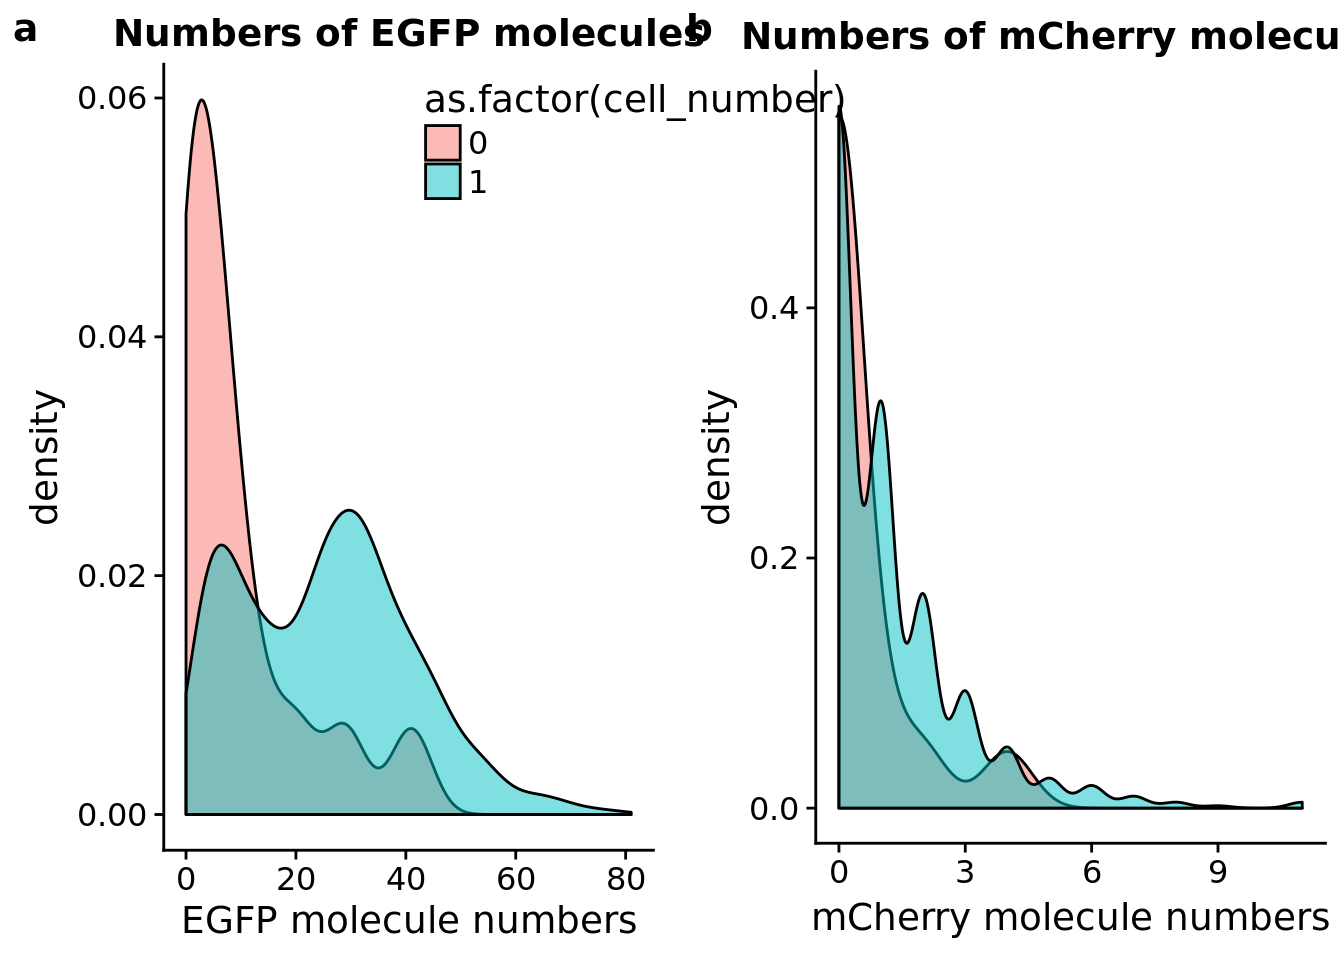 a
Numbers of EGFP molecules
as.factor(cell_number)
0
1
0.06
0.04
0.02
0.00
density
0 20 40 60 80
EGFP molecule numbers
b
Numbers of mCherry molecu
0.4
0.2
0.0
density
0 3 6 9
mCherry molecule numbers